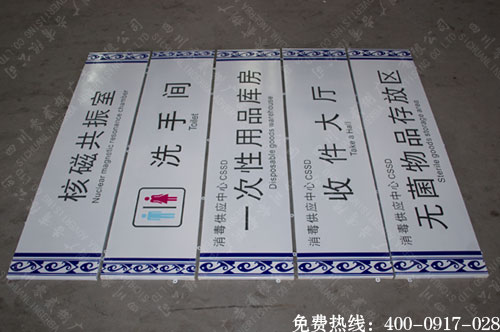 核磁共振室
Nuclear magnetic resonance chamber
洗手间
Toilet
消毒供应中心 CSSD
一次性用品库房
Disposable goods warehouse
消毒供应中心 CSSD
收件大厅
Take a Hall
消毒供应中心 CSSD
无菌物品存放区
Sterile goods storage area
免费热线：400-0917-028